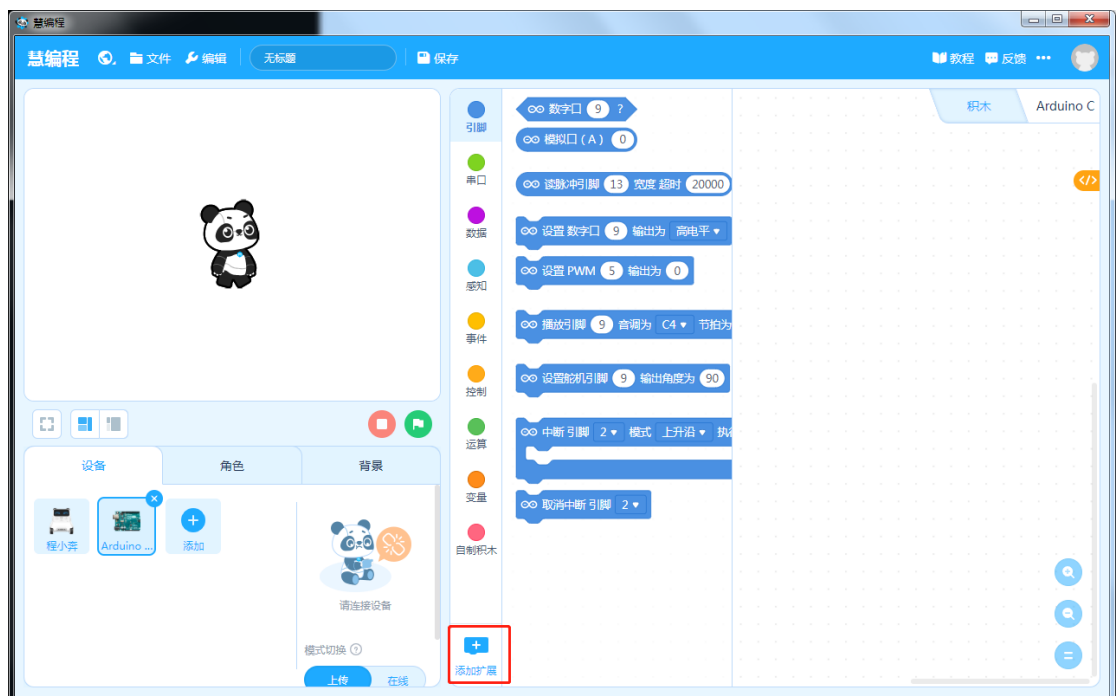 慧编程
慧编程 文件 编辑 无标题 保存 教程 反馈
引脚
串口
数据
感知
事件
控制
运算
变量
自制积木
添加扩展
数字口 9 ?
模拟口 ( A ) 0
读脉冲引脚 13 宽度 超时 20000
设置 数字口 9 输出为 高电平
设置 PWM 5 输出为 0
播放引脚 9 音调为 C4 节拍为
设置舵机引脚 9 输出角度为 90
中断 引脚 2 模式 上升沿
取消中断 引脚 2
积木 Arduino C
</>
设备 角色 背景
程小奔 Arduino ... 添加
请连接设备
模式切换 ?
上传 在线